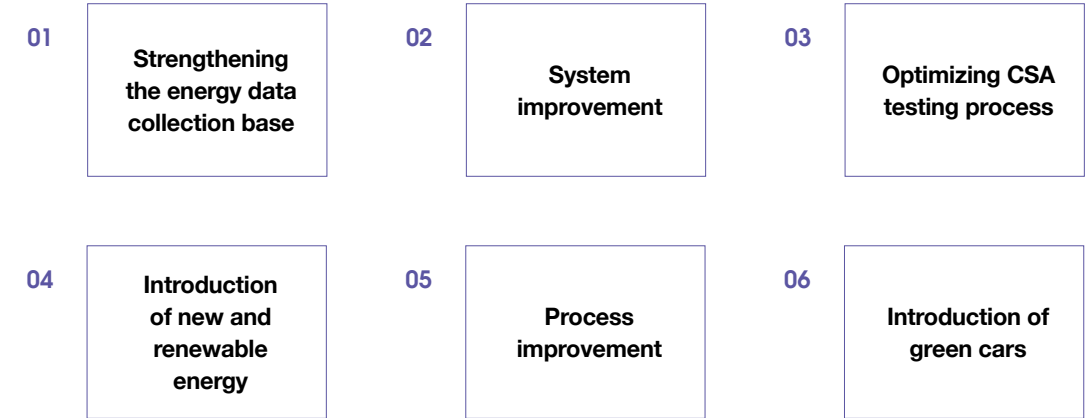 01
Strengthening
the energy data
collection base
02
System
improvement
03
Optimizing CSA
testing process
04
Introduction
of new and
renewable
energy
05
Process
improvement
06
Introduction of
green cars